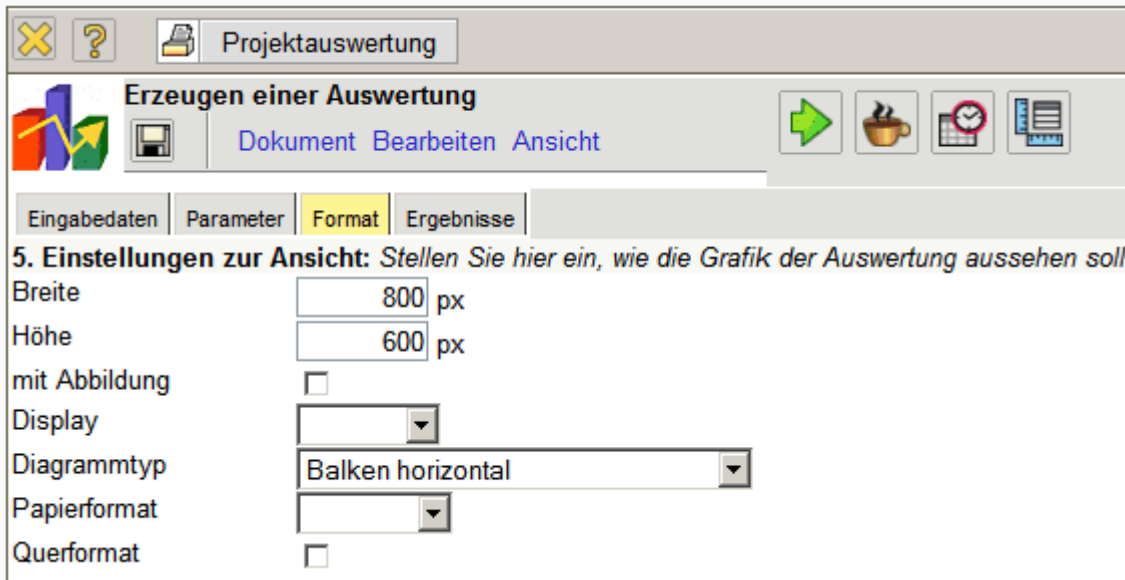 Projektauswertung
Erzeugen einer Auswertung
Dokument Bearbeiten Ansicht
Eingabedaten Parameter Format Ergebnisse
5. Einstellungen zur Ansicht: Stellen Sie hier ein, wie die Grafik der Auswertung aussehen soll
Breite 800 px
Höhe 600 px
mit Abbildung
Display
Diagrammtyp Balken horizontal
Papierformat
Querformat